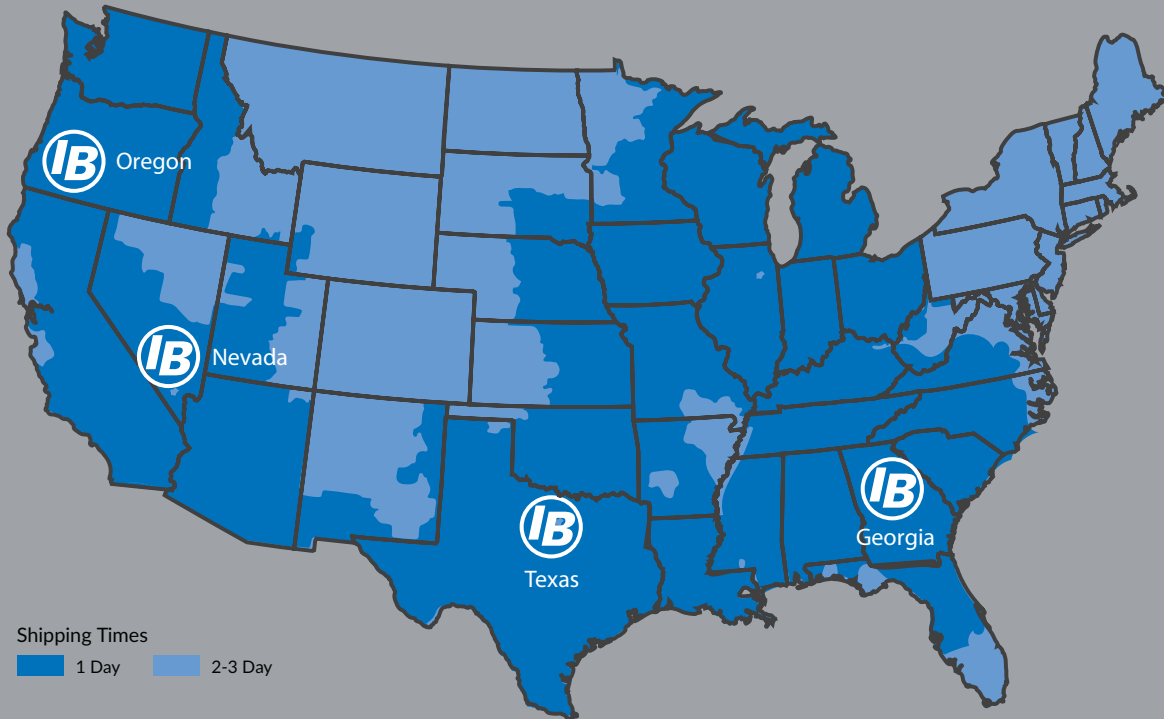 IB
Oregon
IB
Nevada
IB
Georgia
IB
Texas
Shipping Times
1 Day
2-3 Day